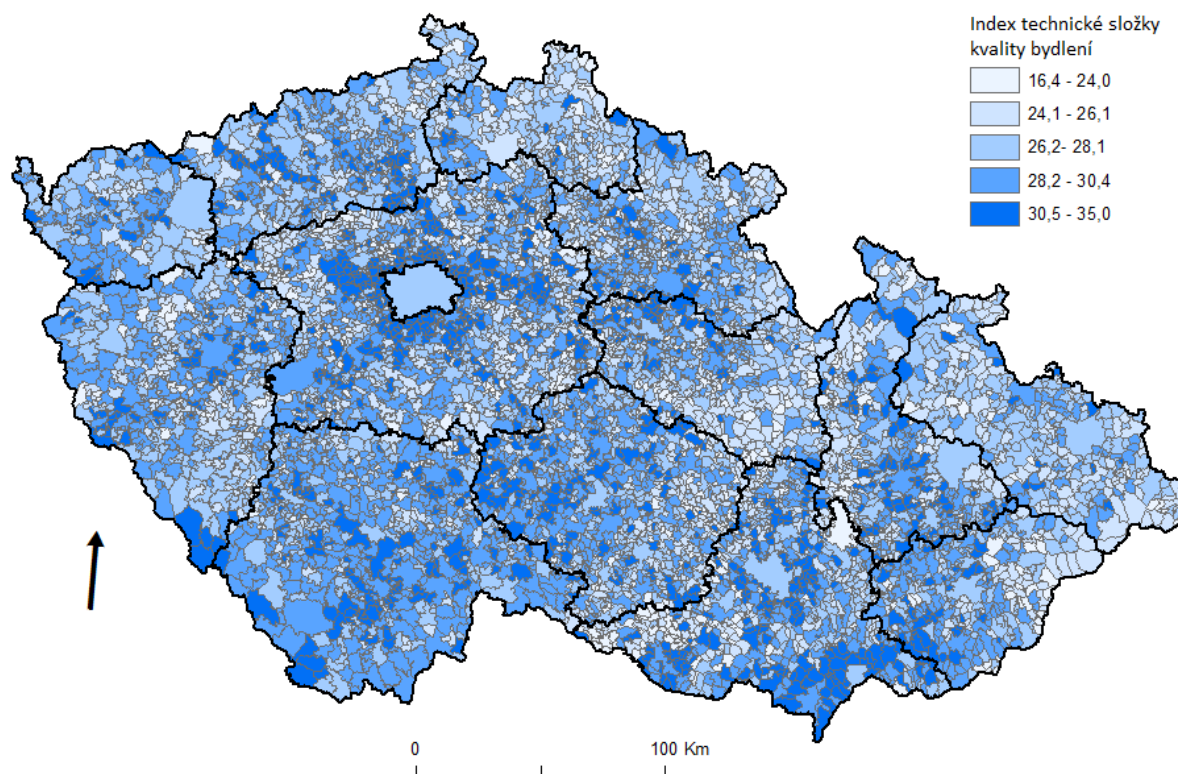 Index technické složky
kvality bydlení
16,4 - 24,0
24,1 - 26,1
26,2- 28,1
28,2 - 30,4
30,5 - 35,0
0 100 Km